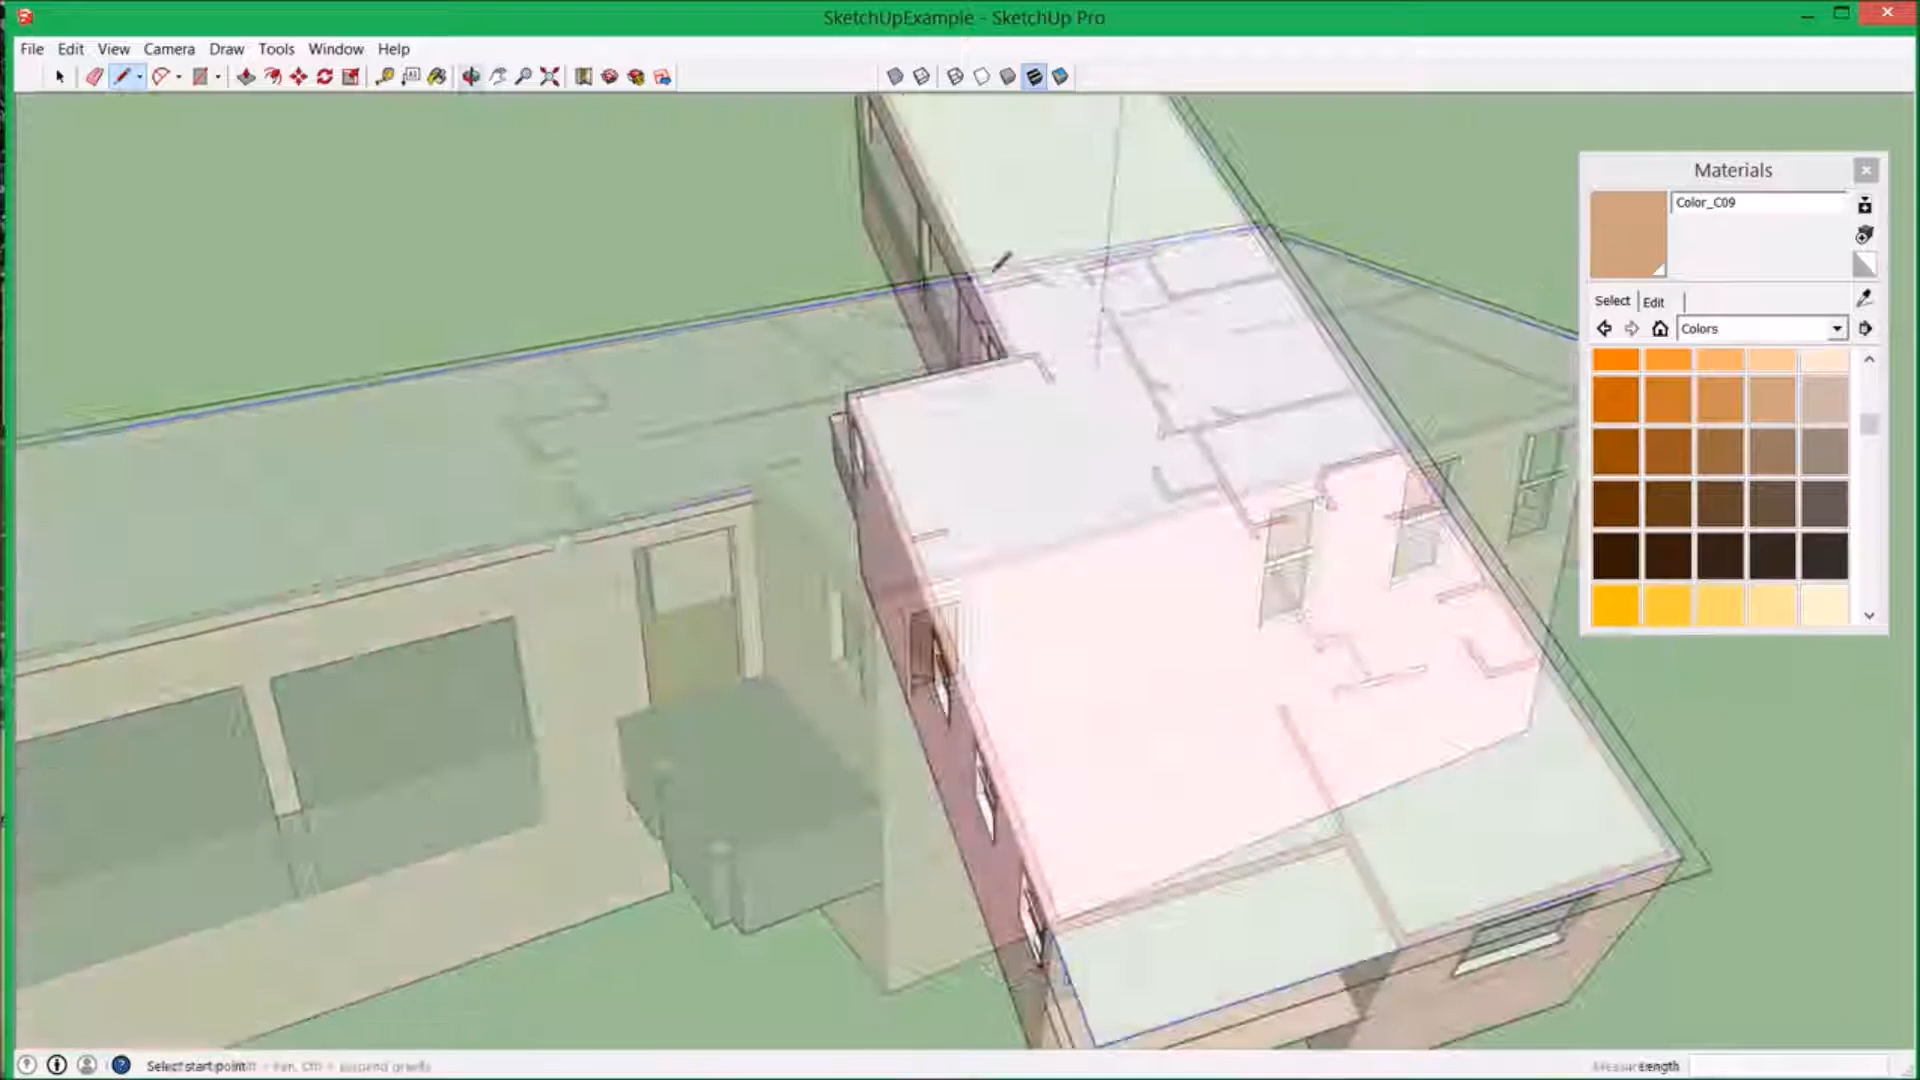 SketchUpExample - SketchUp Pro
File Edit View Camera Draw Tools Window Help
Materials
Color_C09
Select Edit
Colors
Select start point
Length